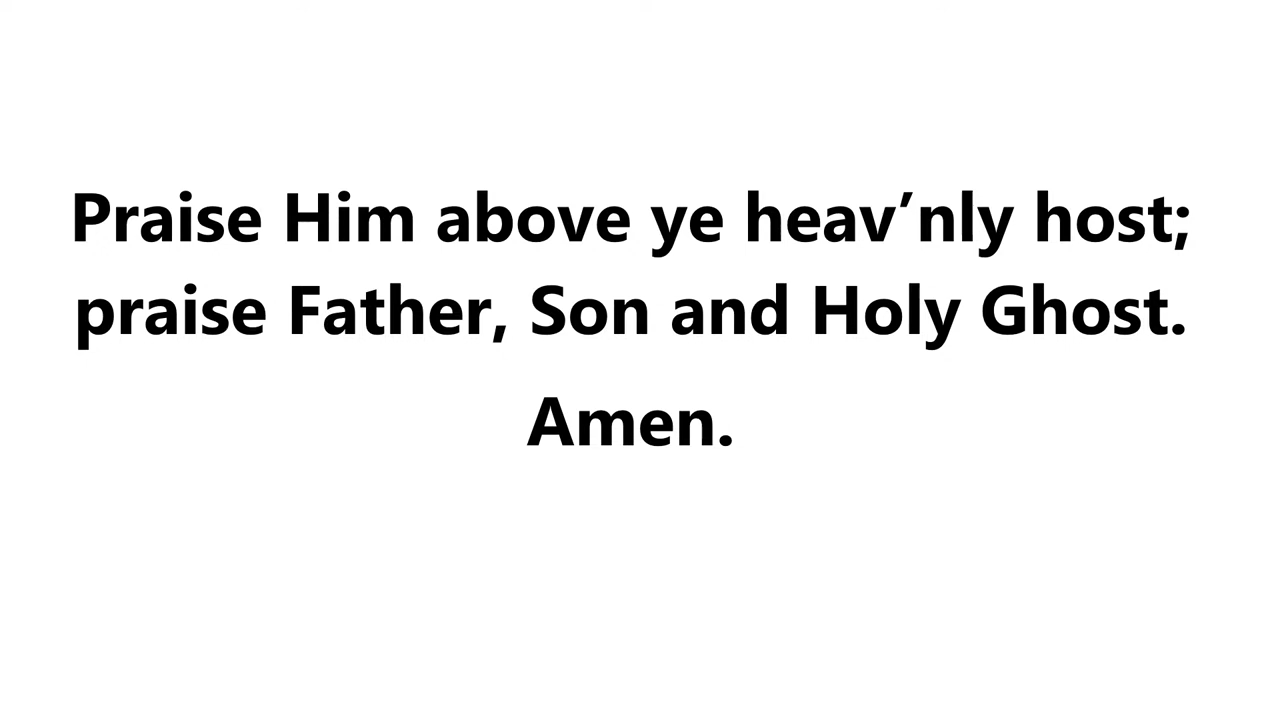 Praise Him above ye heav’nly host;
praise Father, Son and Holy Ghost.
Amen.